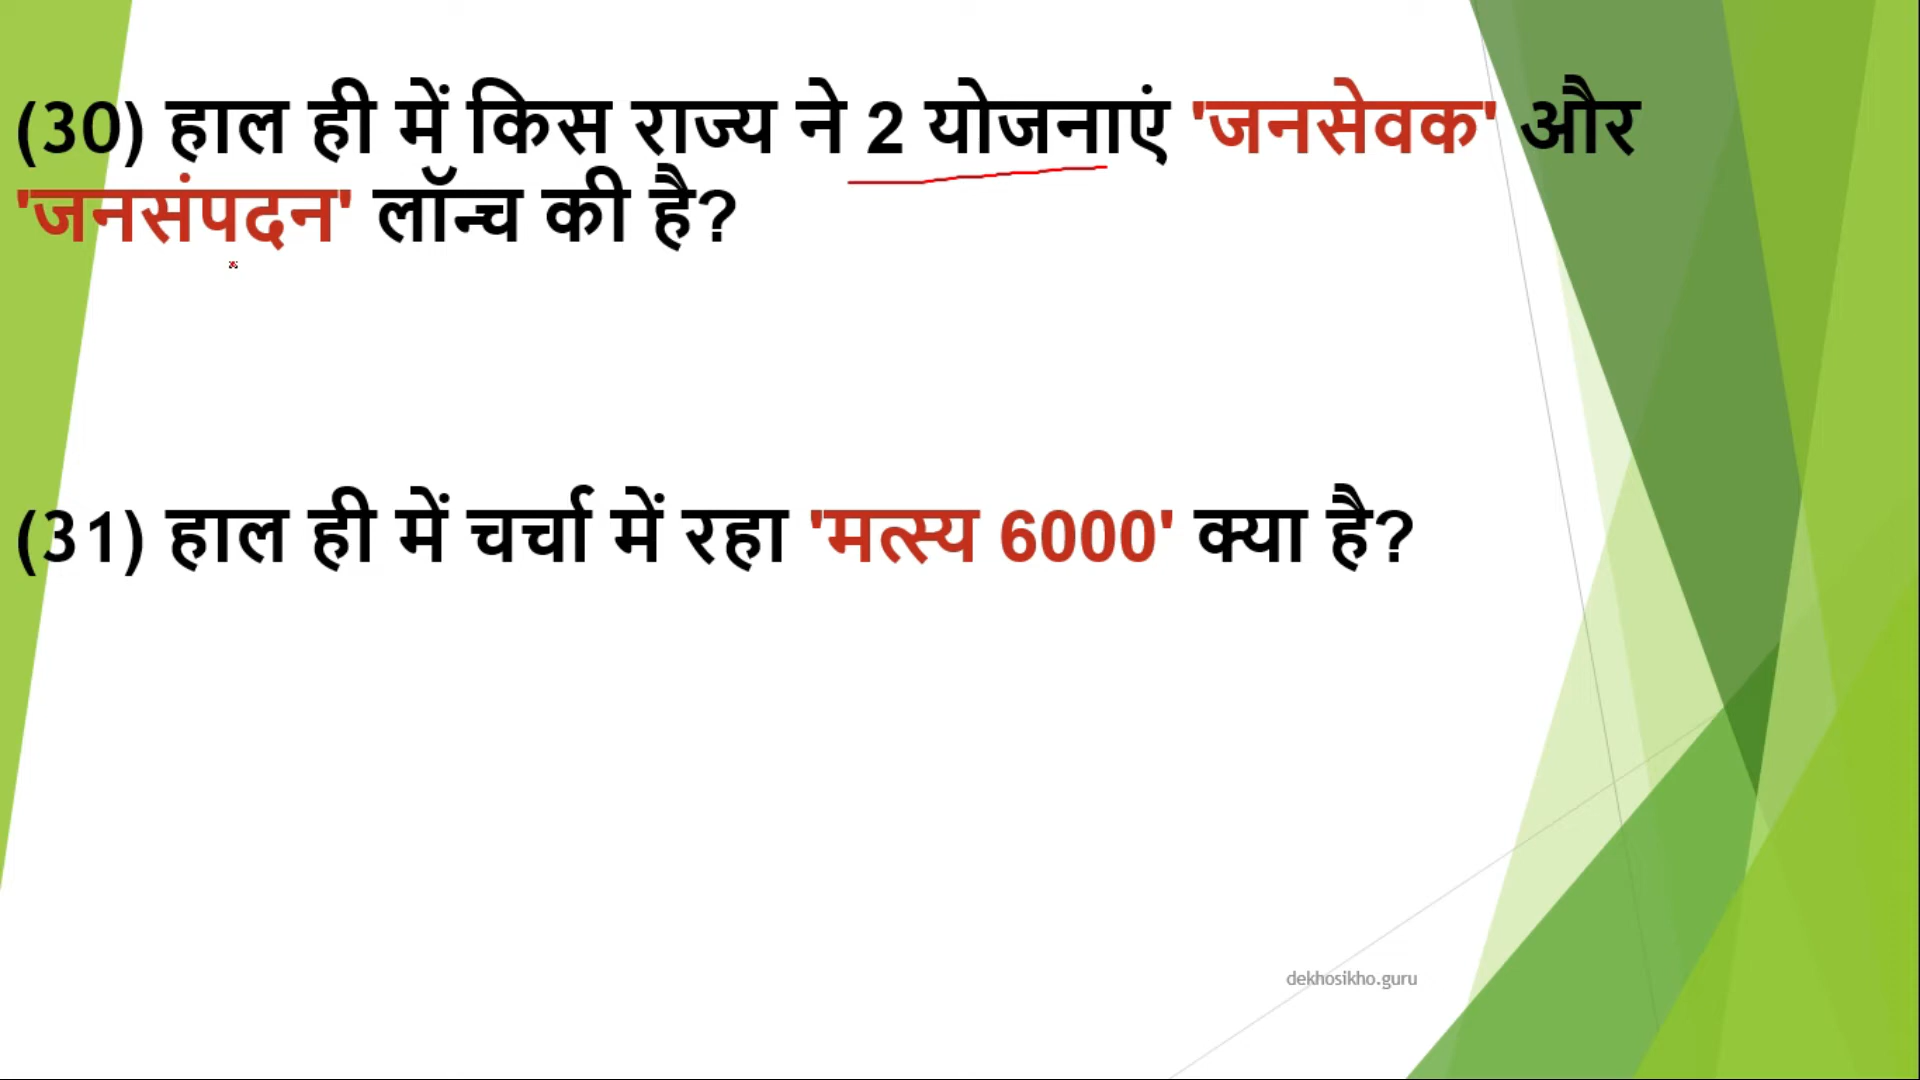 (30) हाल ही में किस राज्य ने 2 योजनाएं 'जनसेवक' और
'जनसंपदन' लॉन्च की है?
(31) हाल ही में चर्चा में रहा 'मत्स्य 6000' क्या है?
dekhosikho.guru